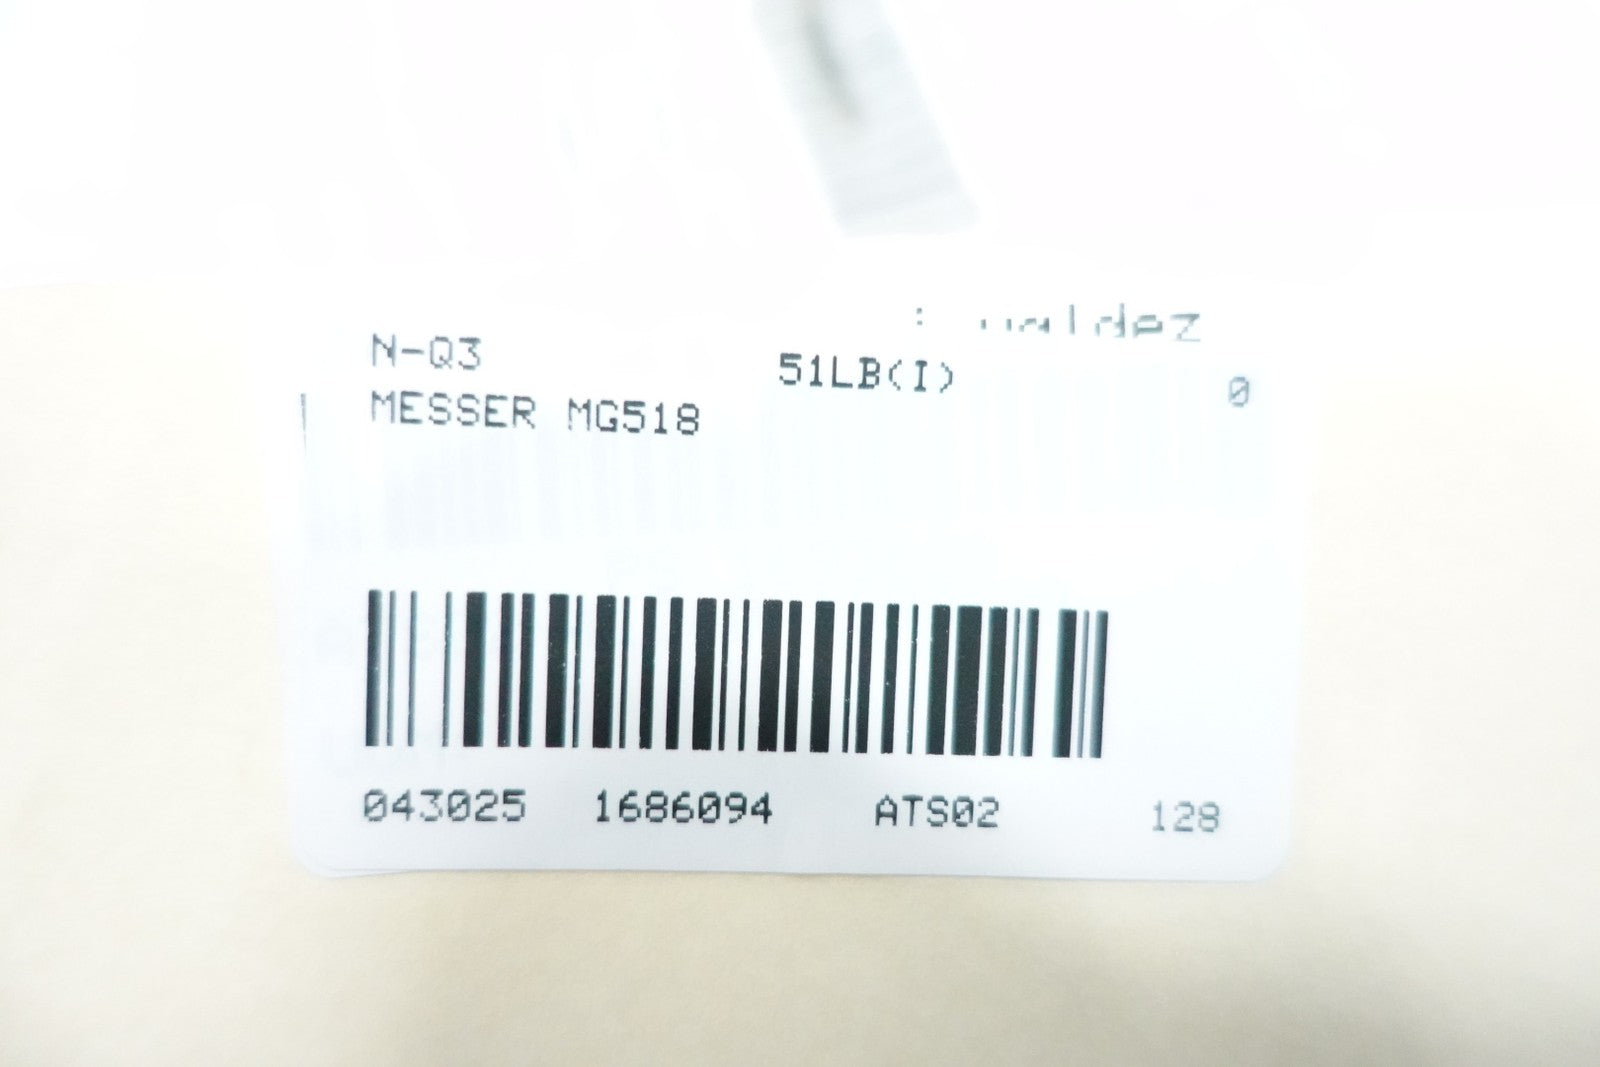 N-Q3 51LB(I) 0
MESSER MG518
043025 1686094 ATS02 128